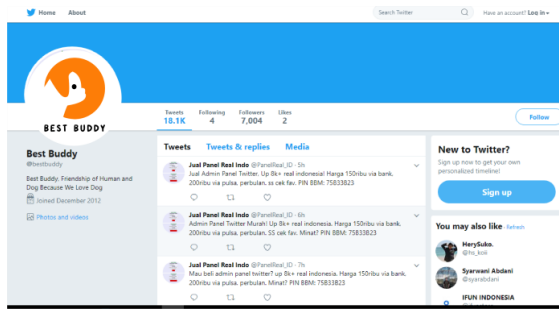 Home About
Search Twitter
Have an account? Log in
BEST BUDDY
Tweets Following Followers Likes
18.1K 4 7,004 2
Follow
Best Buddy
@bestbuddy
Best Buddy, Friendship of Human and
Dog Because We Love Dog
Joined December 2012
Photos and videos
Tweets Tweets & replies Media
Jual Panel Real Indo @PanelReal_ID · 5h
Jual Admin Panel Twitter. Up 8k+ real indonesia. Harga 150ribu via bank.
200ribu via pulsa. perbulan. ss cek fav. PIN BBM: 75B33823
Jual Panel Real Indo @PanelReal_ID · 6h
Admin Panel Twitter Murah! Up 8k+ real indonesia. Harga 150ribu via bank.
200ribu via pulsa, perbulan. SS cek fav. Minat? PIN BBM: 75B33823
Jual Panel Real Indo @PanelReal_ID · 7h
Mau beli admin panel twitter? up 8k+ real indonesia. Harga 150ribu via bank,
200ribu via pulsa, perbulan. Minat? PIN BBM: 75B33823
New to Twitter?
Sign up now to get your own
personalized timeline!
Sign up
You may also like · Refresh
HerySuko.
@hs_koii
Syarwani Abdani
@syarabdani
IFUN INDONESIA